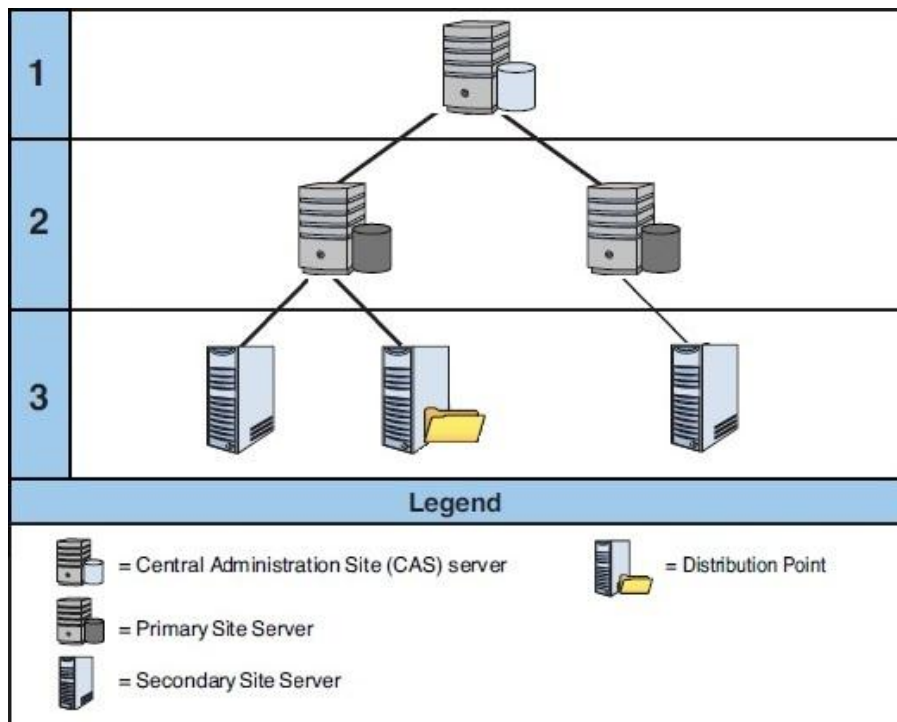 1
2
3
Legend
= Central Administration Site (CAS) server
= Distribution Point
= Primary Site Server
= Secondary Site Server